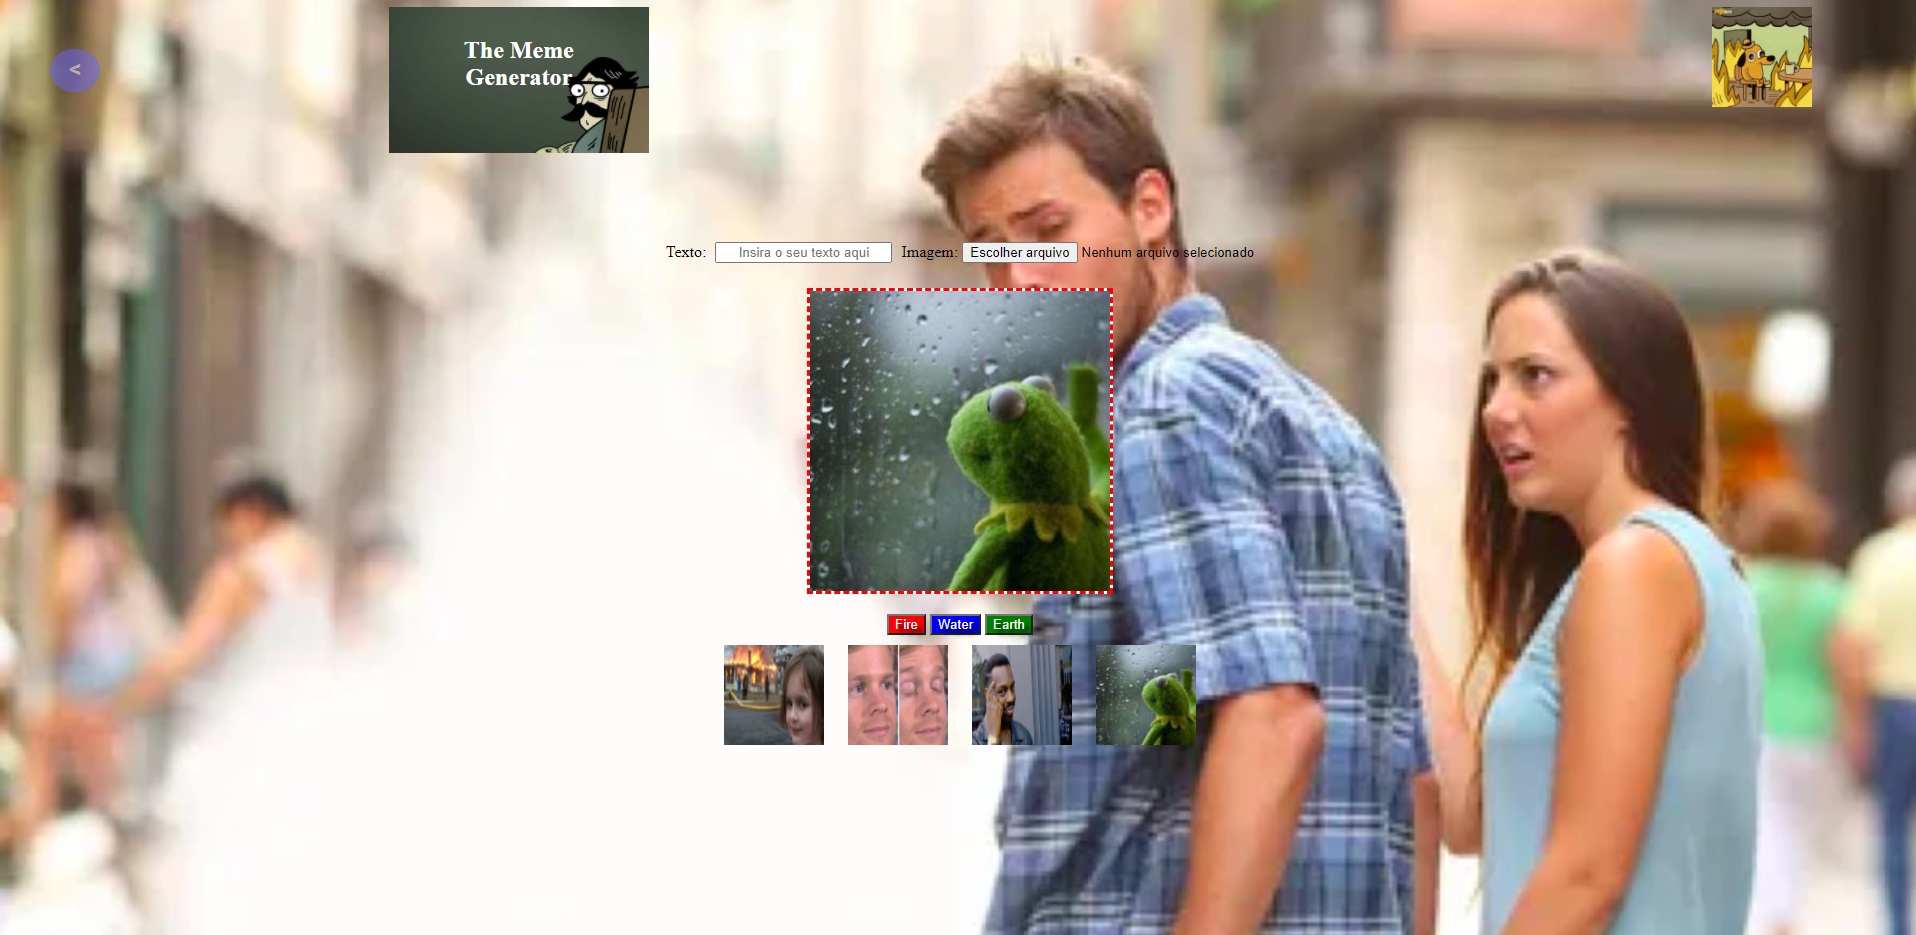 <
The Meme
Generator
Texto: Insira o seu texto aqui Imagem: Escolher arquivo Nenhum arquivo selecionado
Fire Water Earth